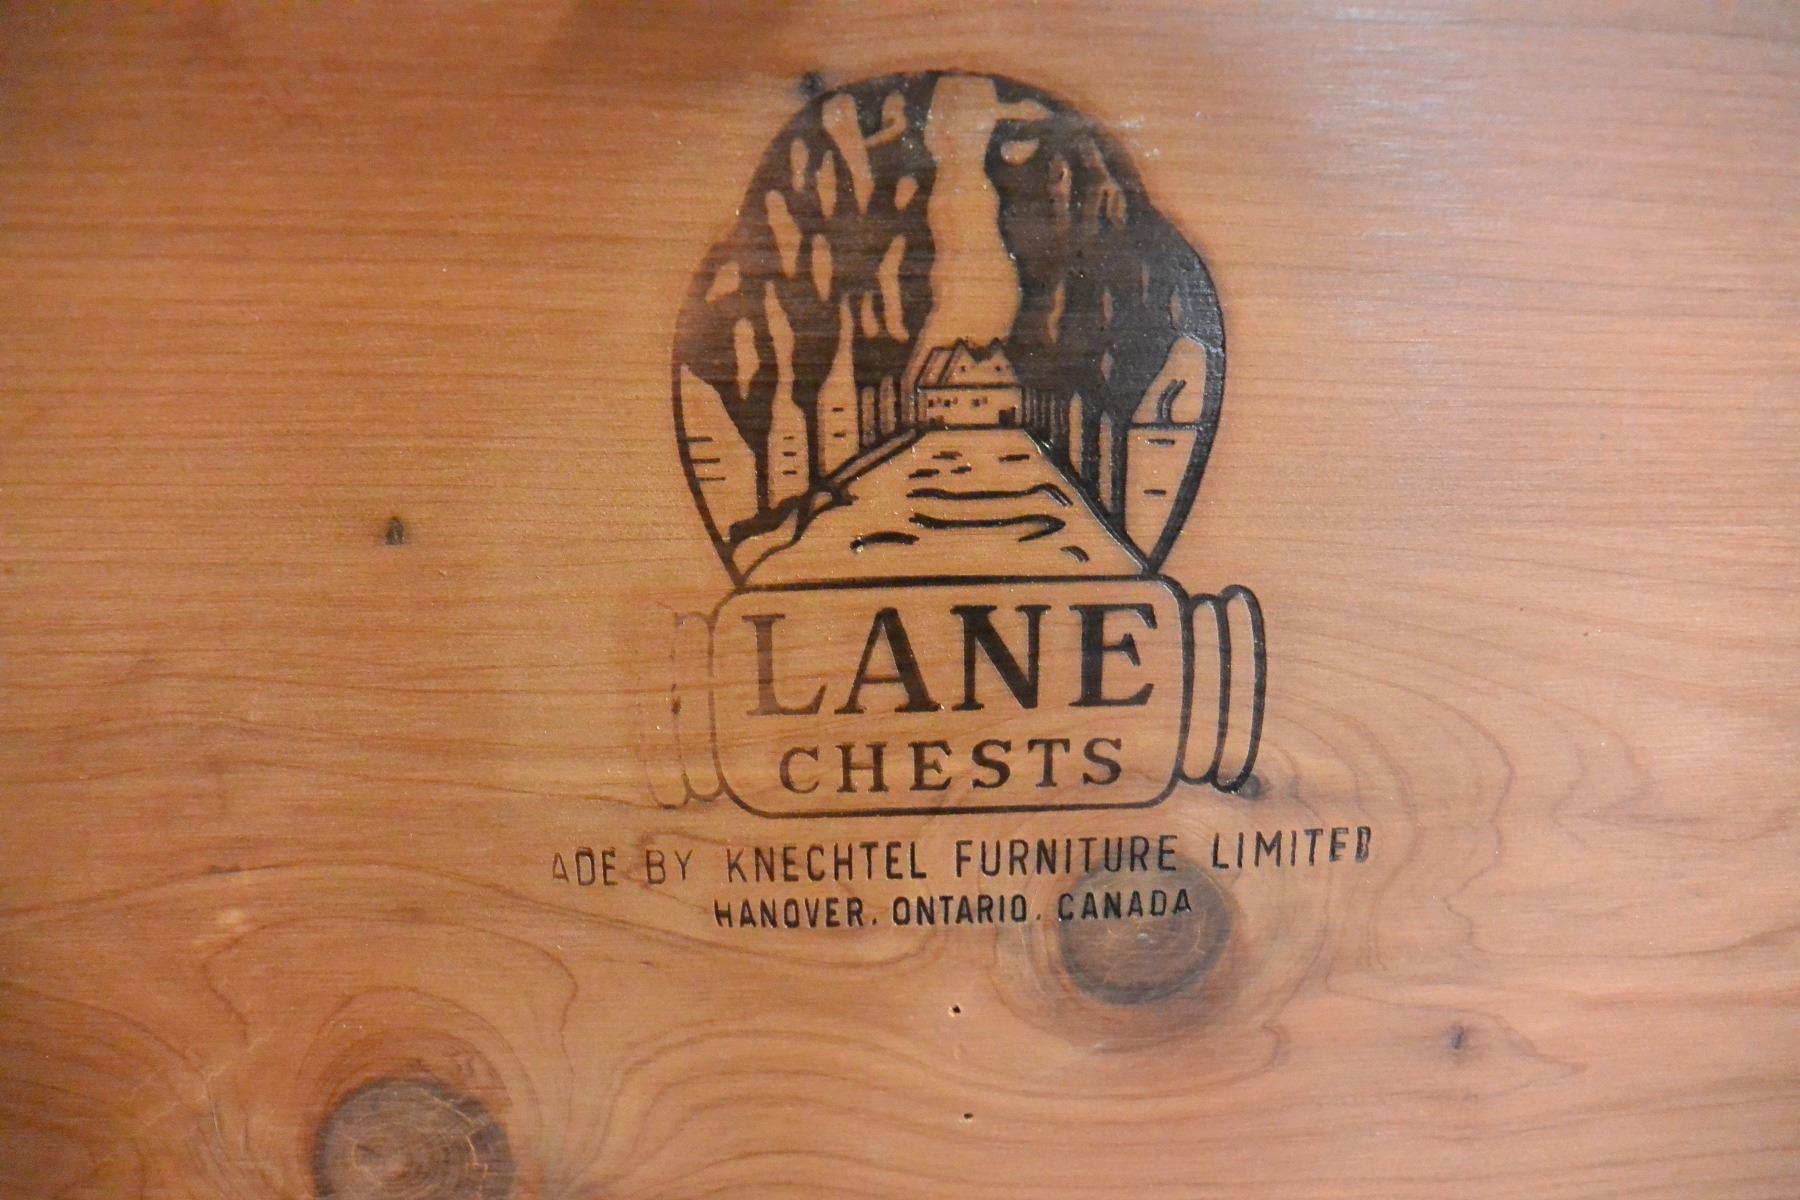 LANE
CHESTS
ADE BY KNECHTEL FURNITURE LIMITED
HANOVER. ONTARIO. CANADA